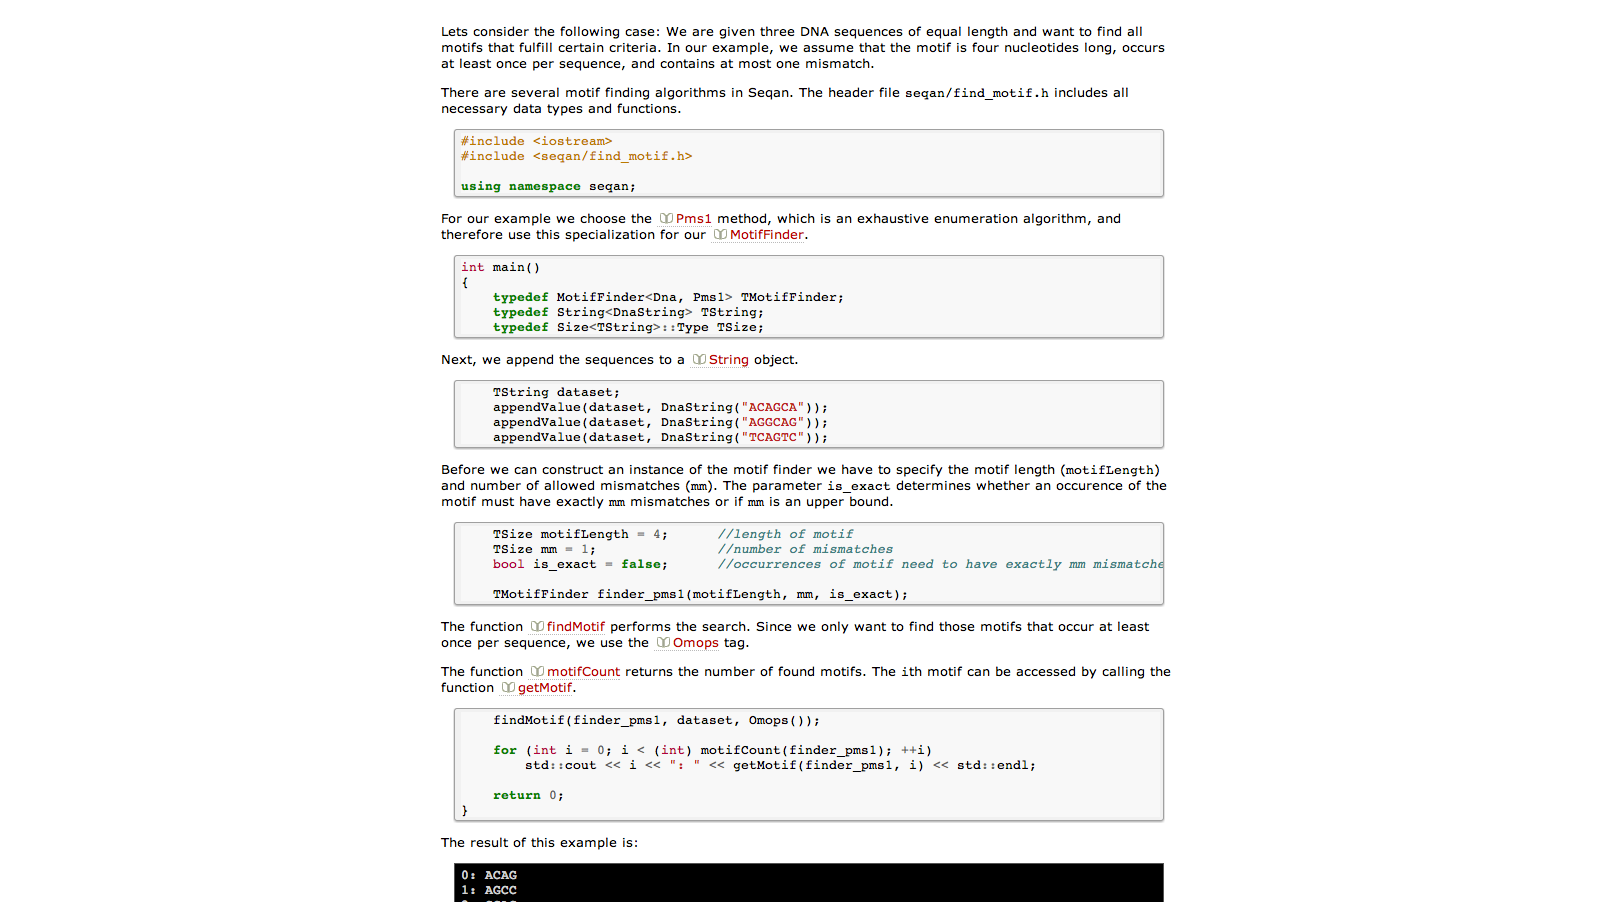 Lets consider the following case: We are given three DNA sequences of equal length and want to find all
motifs that fulfill certain criteria. In our example, we assume that the motif is four nucleotides long, occurs
at least once per sequence, and contains at most one mismatch.
There are several motif finding algorithms in Seqan. The header file seqan/find_motif.h includes all
necessary data types and functions.
#include <iostream>
#include <seqan/find_motif.h>
using namespace seqan;
For our example we choose the Pms1 method, which is an exhaustive enumeration algorithm, and
therefore use this specialization for our MotifFinder.
int main()
{
typedef MotifFinder<Dna, Pms1> TMotifFinder;
typedef String<DnaString> TString;
typedef Size<TString>::Type TSize;
Next, we append the sequences to a String object.
TString dataset;
appendValue(dataset, DnaString("ACAGCA"));
appendValue(dataset, DnaString("AGGCAG"));
appendValue(dataset, DnaString("TCAGTC"));
Before we can construct an instance of the motif finder we have to specify the motif length (motifLength)
and number of allowed mismatches (mm). The parameter is_exact determines whether an occurence of the
motif must have exactly mm mismatches or if mm is an upper bound.
TSize motifLength = 4; //length of motif
TSize mm = 1; //number of mismatches
bool is_exact = false; //occurrences of motif need to have exactly mm mismatche
TMotifFinder finder_pms1(motifLength, mm, is_exact);
The function findMotif performs the search. Since we only want to find those motifs that occur at least
once per sequence, we use the Omops tag.
The function motifCount returns the number of found motifs. The ith motif can be accessed by calling the
function getMotif.
findMotif(finder_pms1, dataset, Omops());
for (int i = 0; i < (int) motifCount(finder_pms1); ++i)
std::cout << i << ": " << getMotif(finder_pms1, i) << std::endl;
return 0;
}
The result of this example is:
0: ACAG
1: AGCC